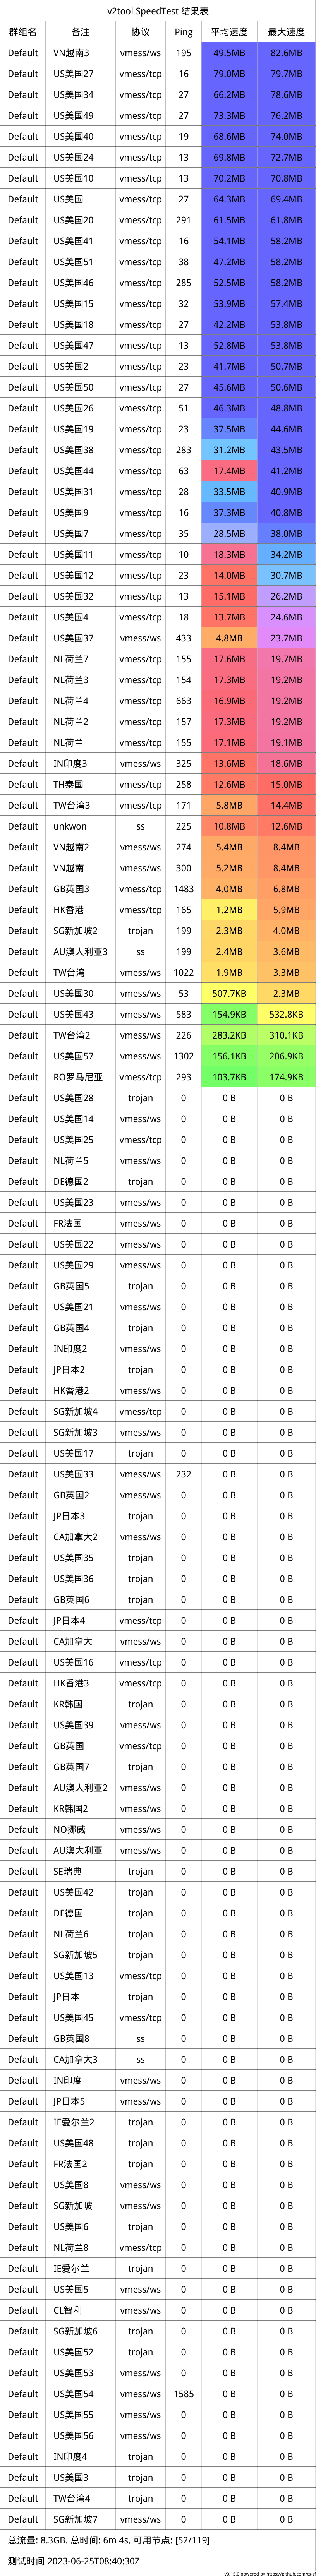 v2tool SpeedTest 结果表
群组名 备注 协议 Ping 平均速度 最大速度
Default VN越南3 vmess/ws 195 49.5MB 82.6MB
Default US美国27 vmess/tcp 16 79.0MB 79.7MB
Default US美国34 vmess/tcp 27 66.2MB 78.6MB
Default US美国49 vmess/tcp 27 73.3MB 76.2MB
Default US美国40 vmess/tcp 19 68.6MB 74.0MB
Default US美国24 vmess/tcp 13 69.8MB 72.7MB
Default US美国10 vmess/tcp 13 70.2MB 70.8MB
Default US美国 vmess/tcp 27 64.3MB 69.4MB
Default US美国20 vmess/tcp 291 61.5MB 61.8MB
Default US美国41 vmess/tcp 16 54.1MB 58.2MB
Default US美国51 vmess/tcp 38 47.2MB 58.2MB
Default US美国46 vmess/tcp 285 52.5MB 58.2MB
Default US美国15 vmess/tcp 32 53.9MB 57.4MB
Default US美国18 vmess/tcp 27 42.2MB 53.8MB
Default US美国47 vmess/tcp 13 52.8MB 53.8MB
Default US美国2 vmess/tcp 23 41.7MB 50.7MB
Default US美国50 vmess/tcp 27 45.6MB 50.6MB
Default US美国26 vmess/tcp 51 46.3MB 48.8MB
Default US美国19 vmess/tcp 23 37.5MB 44.6MB
Default US美国38 vmess/tcp 283 31.2MB 43.5MB
Default US美国44 vmess/tcp 63 17.4MB 41.2MB
Default US美国31 vmess/tcp 28 33.5MB 40.9MB
Default US美国9 vmess/tcp 16 37.3MB 40.8MB
Default US美国7 vmess/tcp 35 28.5MB 38.0MB
Default US美国11 vmess/tcp 10 18.3MB 34.2MB
Default US美国12 vmess/tcp 23 14.0MB 30.7MB
Default US美国32 vmess/tcp 13 15.1MB 26.2MB
Default US美国4 vmess/tcp 18 13.7MB 24.6MB
Default US美国37 vmess/ws 433 4.8MB 23.7MB
Default NL荷兰7 vmess/tcp 155 17.6MB 19.7MB
Default NL荷兰3 vmess/tcp 154 17.3MB 19.2MB
Default NL荷兰4 vmess/tcp 663 16.9MB 19.2MB
Default NL荷兰2 vmess/tcp 157 17.3MB 19.2MB
Default NL荷兰 vmess/tcp 155 17.1MB 19.1MB
Default IN印度3 vmess/ws 325 13.6MB 18.6MB
Default TH泰国 vmess/tcp 258 12.6MB 15.0MB
Default TW台湾3 vmess/tcp 171 5.8MB 14.4MB
Default unkwon ss 225 10.8MB 12.6MB
Default VN越南2 vmess/ws 274 5.4MB 8.4MB
Default VN越南 vmess/ws 300 5.2MB 8.4MB
Default GB英国3 vmess/tcp 1483 4.0MB 6.8MB
Default HK香港 vmess/tcp 165 1.2MB 5.9MB
Default SG新加坡2 trojan 199 2.3MB 4.0MB
Default AU澳大利亚3 ss 199 2.4MB 3.6MB
Default TW台湾 vmess/ws 1022 1.9MB 3.3MB
Default US美国30 vmess/ws 53 507.7KB 2.3MB
Default US美国43 vmess/ws 583 154.9KB 532.8KB
Default TW台湾2 vmess/ws 226 283.2KB 310.1KB
Default US美国57 vmess/ws 1302 156.1KB 206.9KB
Default RO罗马尼亚 vmess/tcp 293 103.7KB 174.9KB
Default US美国28 trojan 0 0 B 0 B
Default US美国14 vmess/ws 0 0 B 0 B
Default US美国25 vmess/tcp 0 0 B 0 B
Default NL荷兰5 vmess/ws 0 0 B 0 B
Default DE德国2 trojan 0 0 B 0 B
Default US美国23 vmess/ws 0 0 B 0 B
Default FR法国 vmess/ws 0 0 B 0 B
Default US美国22 vmess/ws 0 0 B 0 B
Default US美国29 vmess/ws 0 0 B 0 B
Default GB英国5 trojan 0 0 B 0 B
Default US美国21 vmess/ws 0 0 B 0 B
Default GB英国4 trojan 0 0 B 0 B
Default IN印度2 vmess/ws 0 0 B 0 B
Default JP日本2 trojan 0 0 B 0 B
Default HK香港2 vmess/ws 0 0 B 0 B
Default SG新加坡4 vmess/tcp 0 0 B 0 B
Default SG新加坡3 vmess/ws 0 0 B 0 B
Default US美国17 trojan 0 0 B 0 B
Default US美国33 vmess/ws 232 0 B 0 B
Default GB英国2 vmess/ws 0 0 B 0 B
Default JP日本3 trojan 0 0 B 0 B
Default CA加拿大2 vmess/ws 0 0 B 0 B
Default US美国35 trojan 0 0 B 0 B
Default US美国36 trojan 0 0 B 0 B
Default GB英国6 trojan 0 0 B 0 B
Default JP日本4 vmess/tcp 0 0 B 0 B
Default CA加拿大 vmess/ws 0 0 B 0 B
Default US美国16 vmess/tcp 0 0 B 0 B
Default HK香港3 vmess/tcp 0 0 B 0 B
Default KR韩国 trojan 0 0 B 0 B
Default US美国39 vmess/ws 0 0 B 0 B
Default GB英国 vmess/tcp 0 0 B 0 B
Default GB英国7 trojan 0 0 B 0 B
Default AU澳大利亚2 vmess/ws 0 0 B 0 B
Default KR韩国2 vmess/ws 0 0 B 0 B
Default NO挪威 vmess/ws 0 0 B 0 B
Default AU澳大利亚 vmess/ws 0 0 B 0 B
Default SE瑞典 trojan 0 0 B 0 B
Default US美国42 trojan 0 0 B 0 B
Default DE德国 trojan 0 0 B 0 B
Default NL荷兰6 trojan 0 0 B 0 B
Default SG新加坡5 trojan 0 0 B 0 B
Default US美国13 vmess/tcp 0 0 B 0 B
Default JP日本 trojan 0 0 B 0 B
Default US美国45 vmess/tcp 0 0 B 0 B
Default GB英国8 ss 0 0 B 0 B
Default CA加拿大3 ss 0 0 B 0 B
Default IN印度 vmess/ws 0 0 B 0 B
Default JP日本5 vmess/ws 0 0 B 0 B
Default IE爱尔兰2 trojan 0 0 B 0 B
Default US美国48 trojan 0 0 B 0 B
Default FR法国2 trojan 0 0 B 0 B
Default US美国8 vmess/ws 0 0 B 0 B
Default SG新加坡 vmess/ws 0 0 B 0 B
Default US美国6 trojan 0 0 B 0 B
Default NL荷兰8 vmess/tcp 0 0 B 0 B
Default IE爱尔兰 trojan 0 0 B 0 B
Default US美国5 vmess/ws 0 0 B 0 B
Default CL智利 vmess/ws 0 0 B 0 B
Default SG新加坡6 trojan 0 0 B 0 B
Default US美国52 trojan 0 0 B 0 B
Default US美国53 vmess/ws 0 0 B 0 B
Default US美国54 vmess/ws 1585 0 B 0 B
Default US美国55 vmess/ws 0 0 B 0 B
Default US美国56 vmess/ws 0 0 B 0 B
Default IN印度4 trojan 0 0 B 0 B
Default US美国3 trojan 0 0 B 0 B
Default TW台湾4 trojan 0 0 B 0 B
Default SG新加坡7 vmess/ws 0 0 B 0 B
总流量: 8.3GB. 总时间: 6m 4s, 可用节点: [52/119]
测试时间 2023-06-25T08:40:30Z
v0.15.0 powered by https://github.com/ts-sf